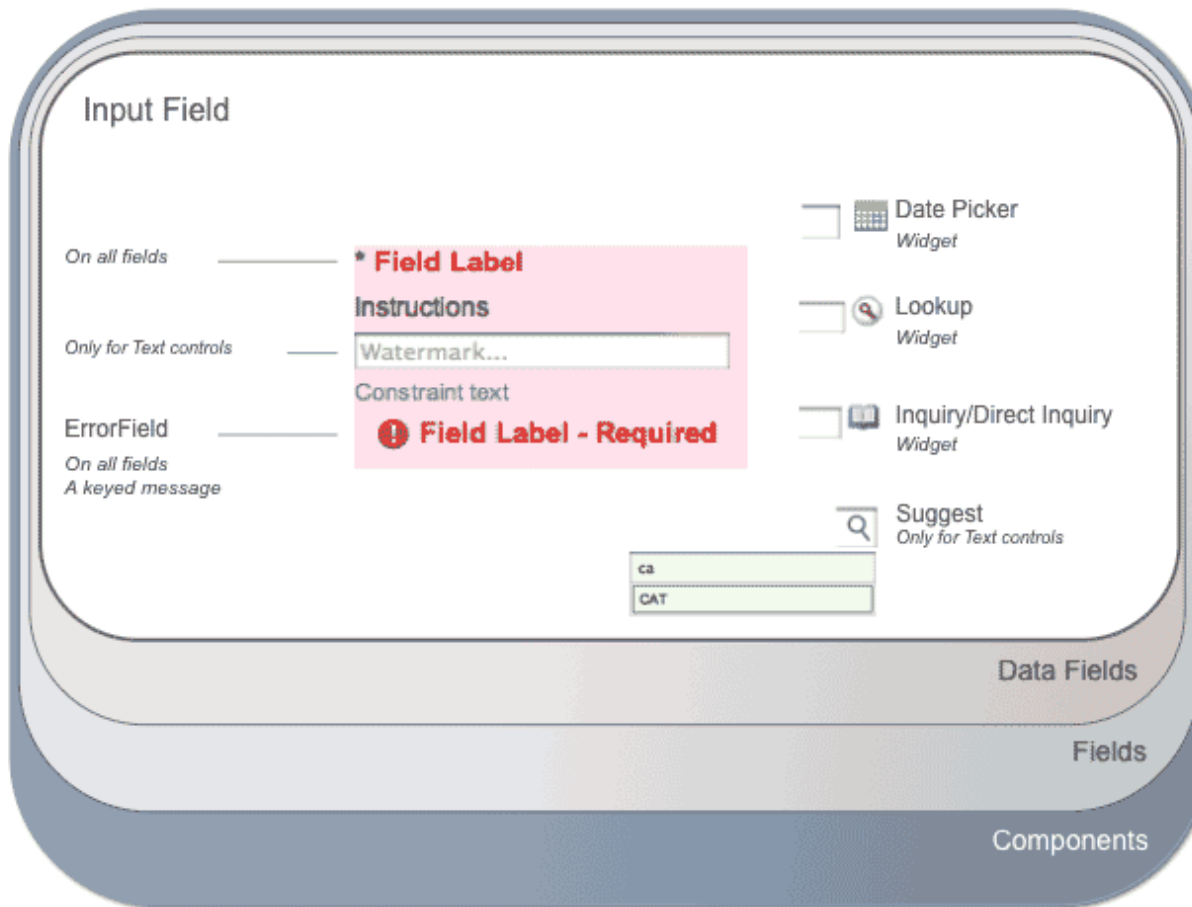 Input Field
On all fields
* Field Label
Instructions
Only for Text controls
Watermark...
Constraint text
ErrorField
On all fields
A keyed message
Field Label - Required
Date Picker
Widget
Lookup
Widget
Inquiry/Direct Inquiry
Widget
Suggest
Only for Text controls
ca
CAT
Data Fields
Fields
Components